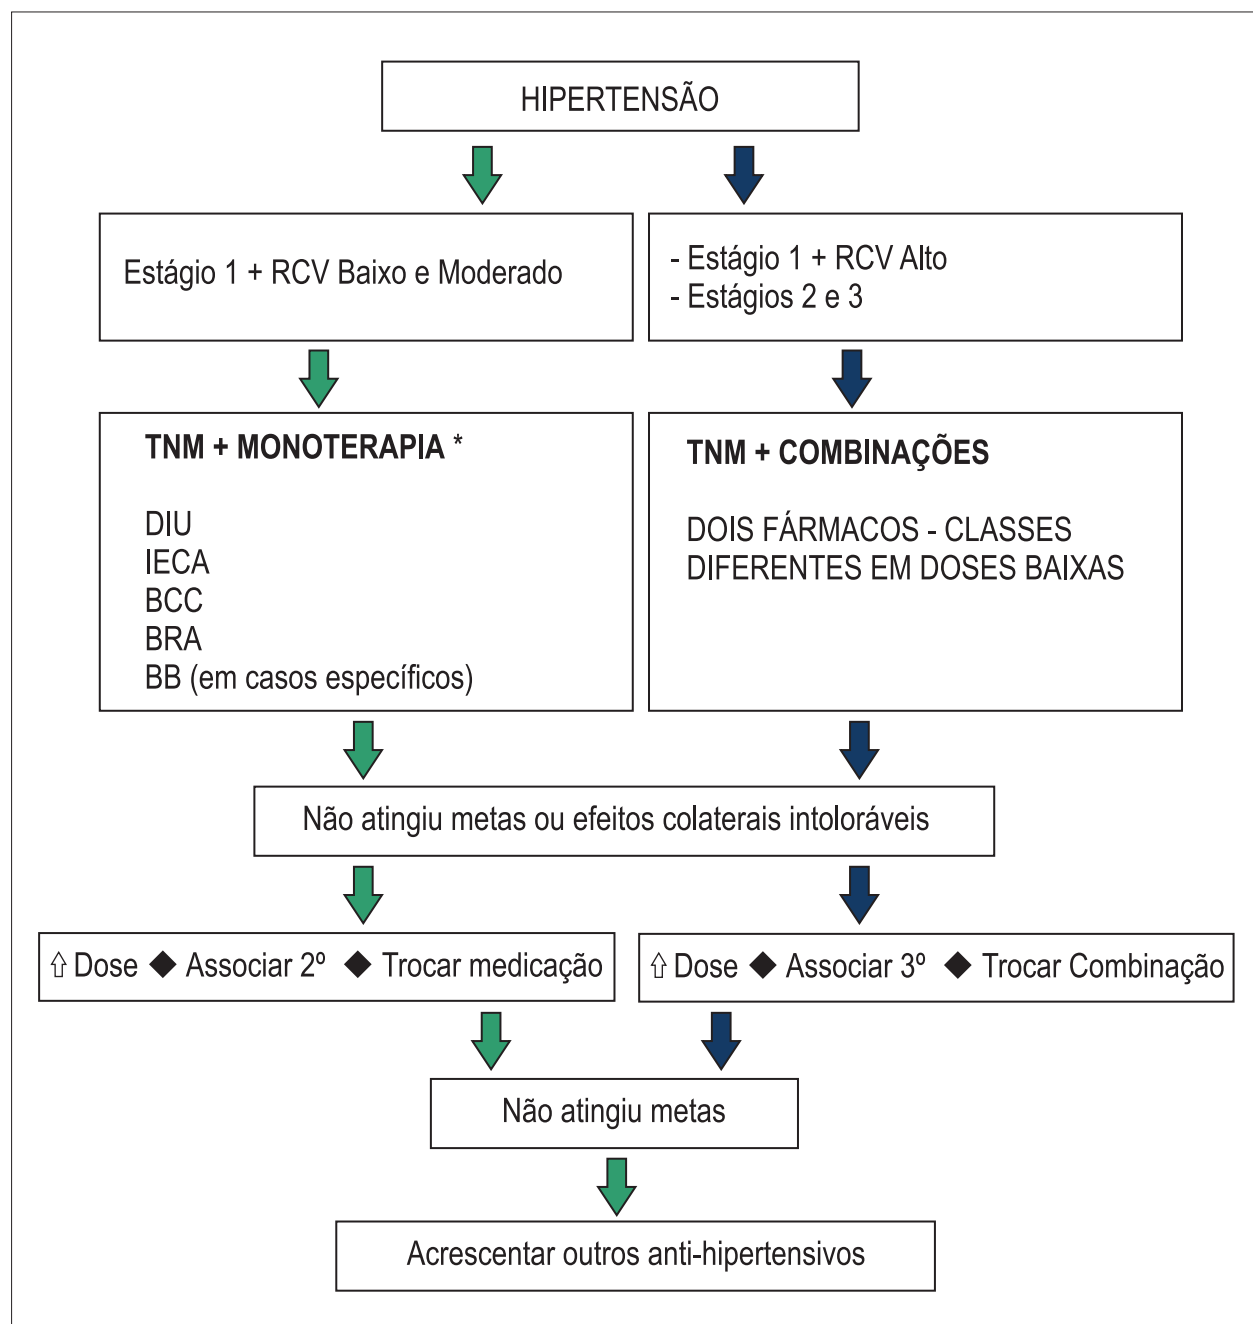 HIPERTENSÃO
Estágio 1 + RCV Baixo e Moderado
- Estágio 1 + RCV Alto
- Estágios 2 e 3
TNM + MONOTERAPIA *
DIU
IECA
BCC
BRA
BB (em casos específicos)
TNM + COMBINAÇÕES
DOIS FÁRMACOS - CLASSES
DIFERENTES EM DOSES BAIXAS
Não atingiu metas ou efeitos colaterais intoloráveis
⇧ Dose ◆ Associar 2º ◆ Trocar medicação
⇧ Dose ◆ Associar 3º ◆ Trocar Combinação
Não atingiu metas
Acrescentar outros anti-hipertensivos